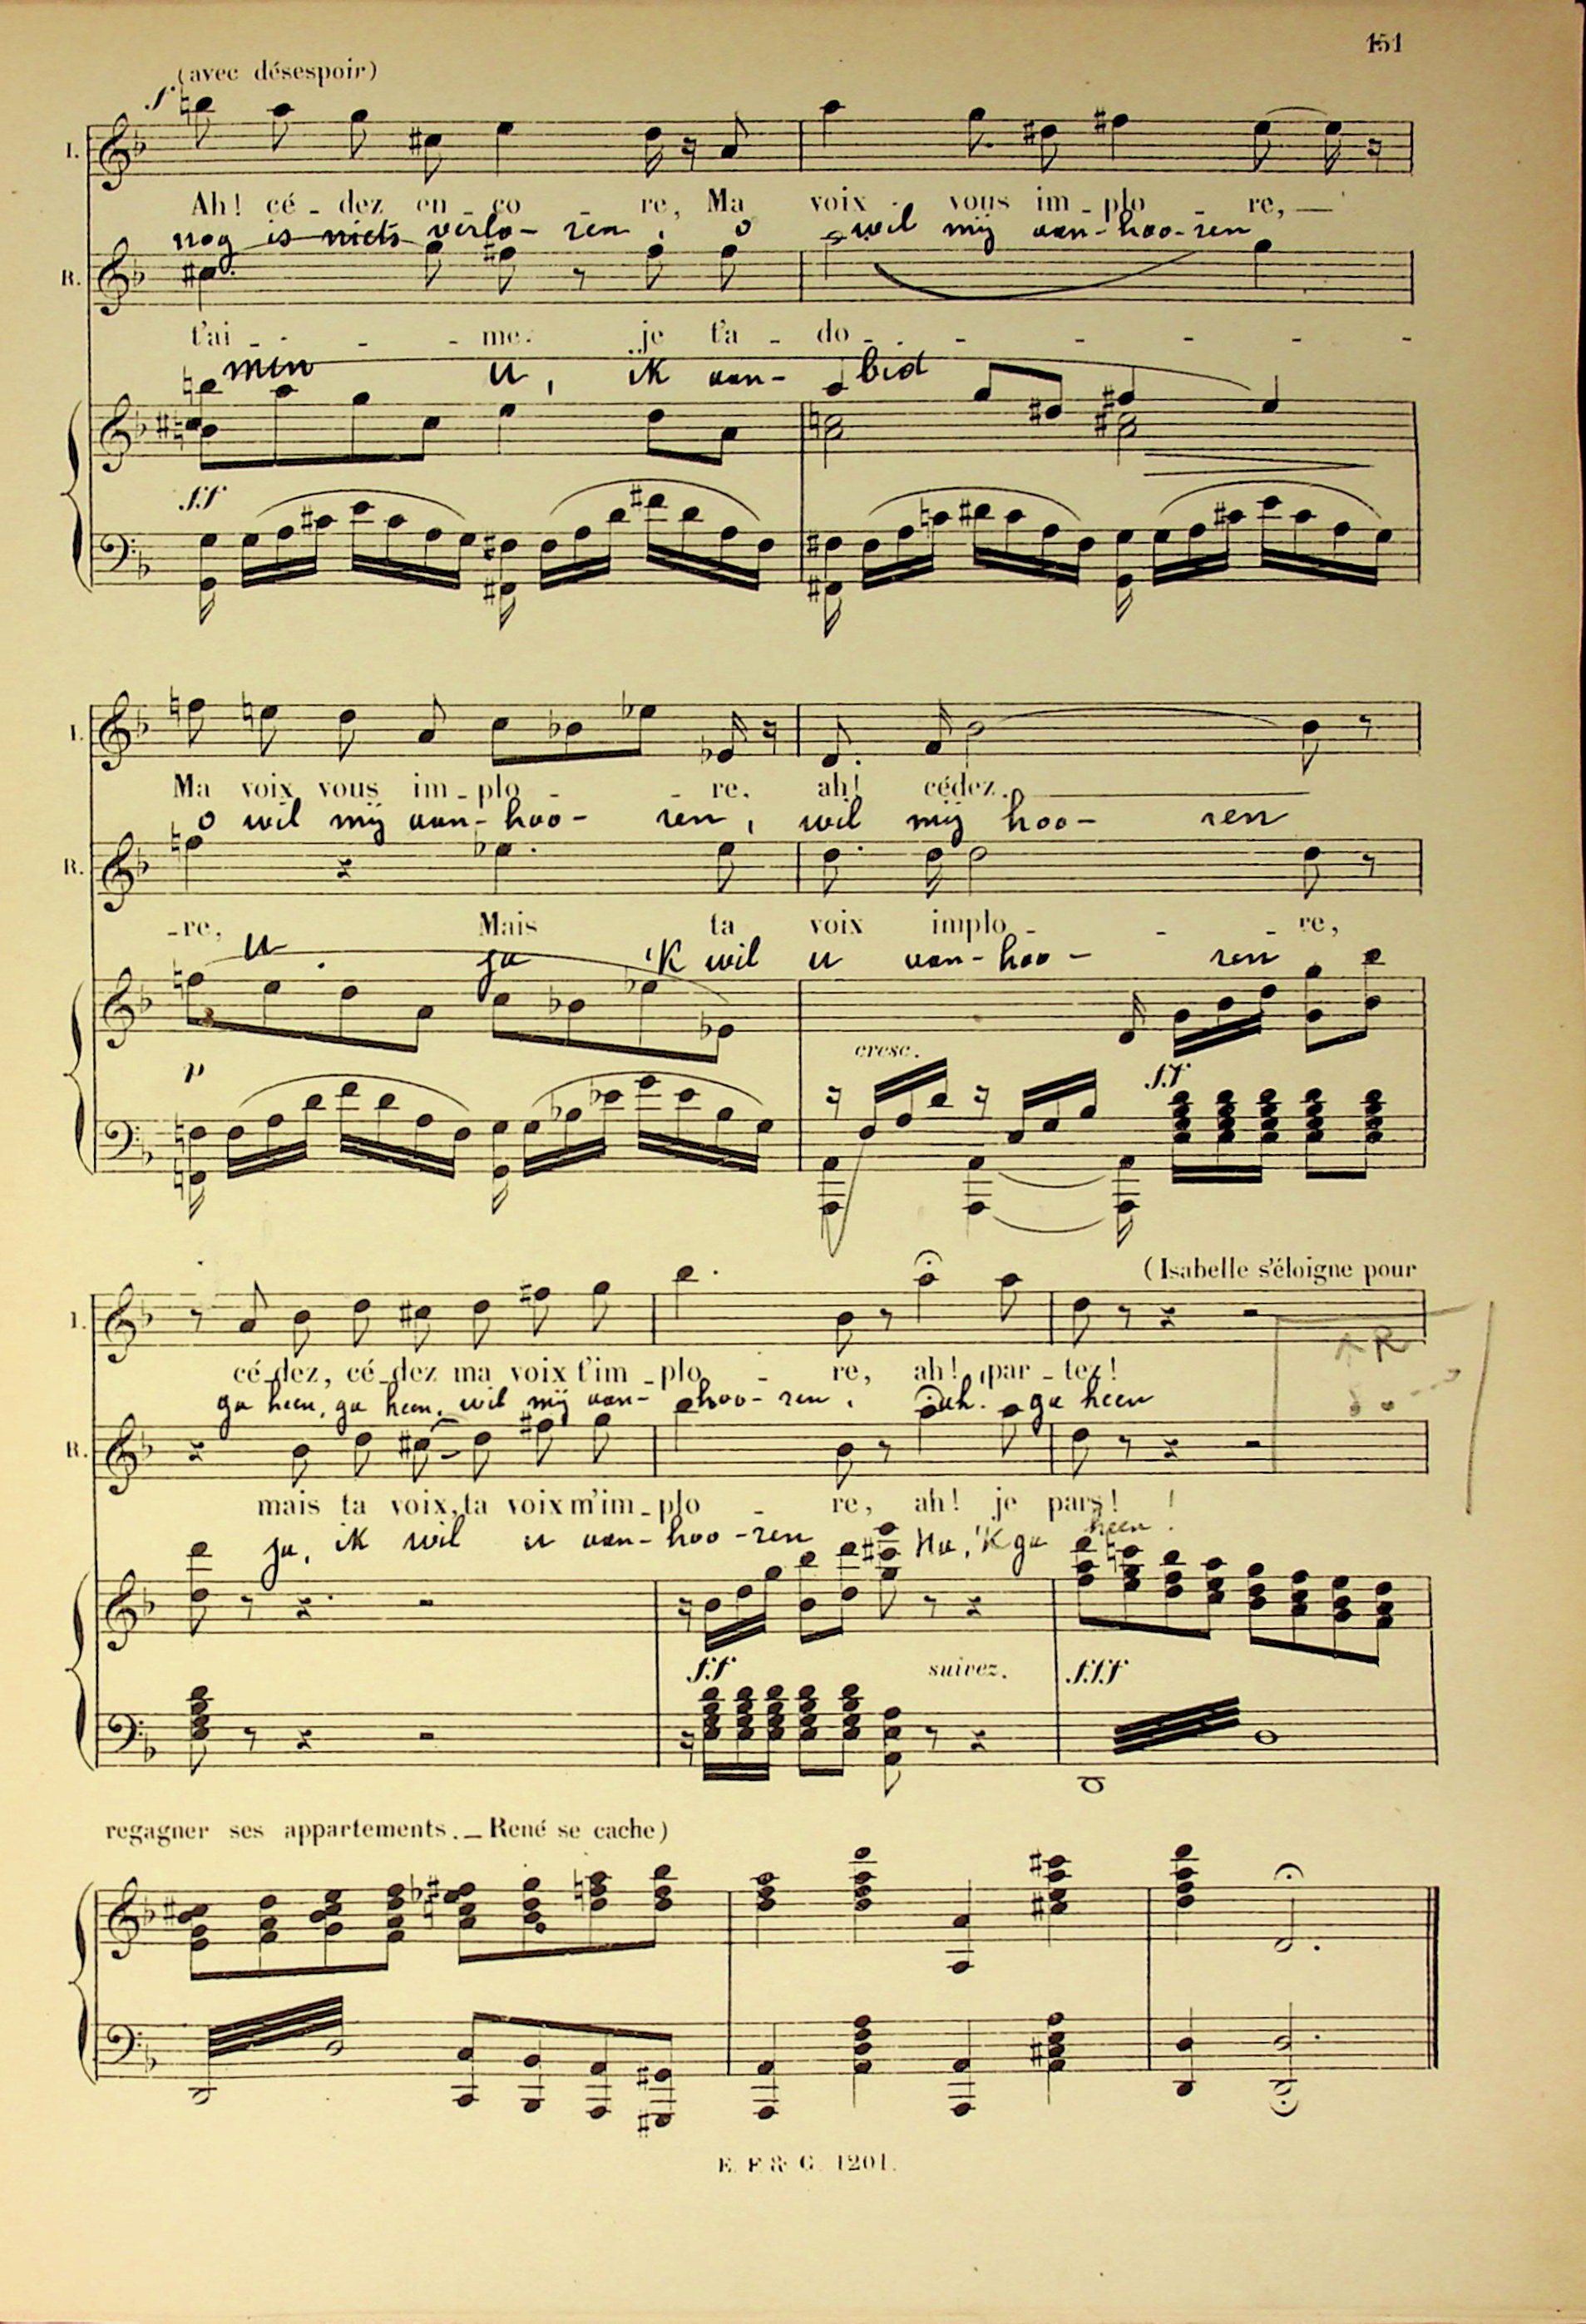 151
(avec désespoir)
f
I.
Ah! cé - dez en - co - re, Ma voix vous im - plo - re, —
nog is niets verlo - ren, o wil mij aan - hoo - ren
R.
t'ai - - - me. je t'a - do - - - - - -
min u, ik aan - bid
ff
I.
Ma voix vous im - plo - - re. ah! cédez.
o wil mij aan - hoo - ren, wil mij hoo - ren
R.
- re, Mais ta voix implo - - - re,
u ja 'k wil u aan - hoo - ren
cresc.
p ff
(Isabelle s'éloigne pour
I.
cé - dez, cé - dez ma voix t'im - plo - re, ah! par - tez!
ga heen, ga heen, wil mij aan - hoo - ren. ah. ga heen
R.
mais ta voix, ta voix m'im - plo - re, ah! je pars!
ja, ik wil u aan - hoo - ren Ha, 'k ga heen.
ff suivez. fff
regagner ses appartements. — René se cache)
E. F. & C. 1201.